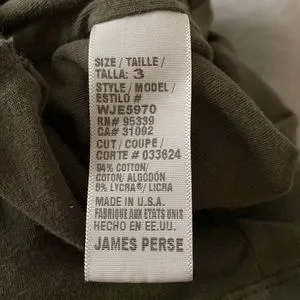 SIZE / TAILLE /
TALLA: 3
STYLE / MODEL /
ESTILO #
WJE5970
RN# 95339
CA# 31092
CUT / COUPE /
CORTE # 033624
94% COTTON/
COTON/ ALGODÓN
6% LYCRA®/ LICRA
MADE IN U.S.A.
FABRIQUÉ AUX ETATS UNIS
HECHO EN EE.UU.
JAMES PERSE